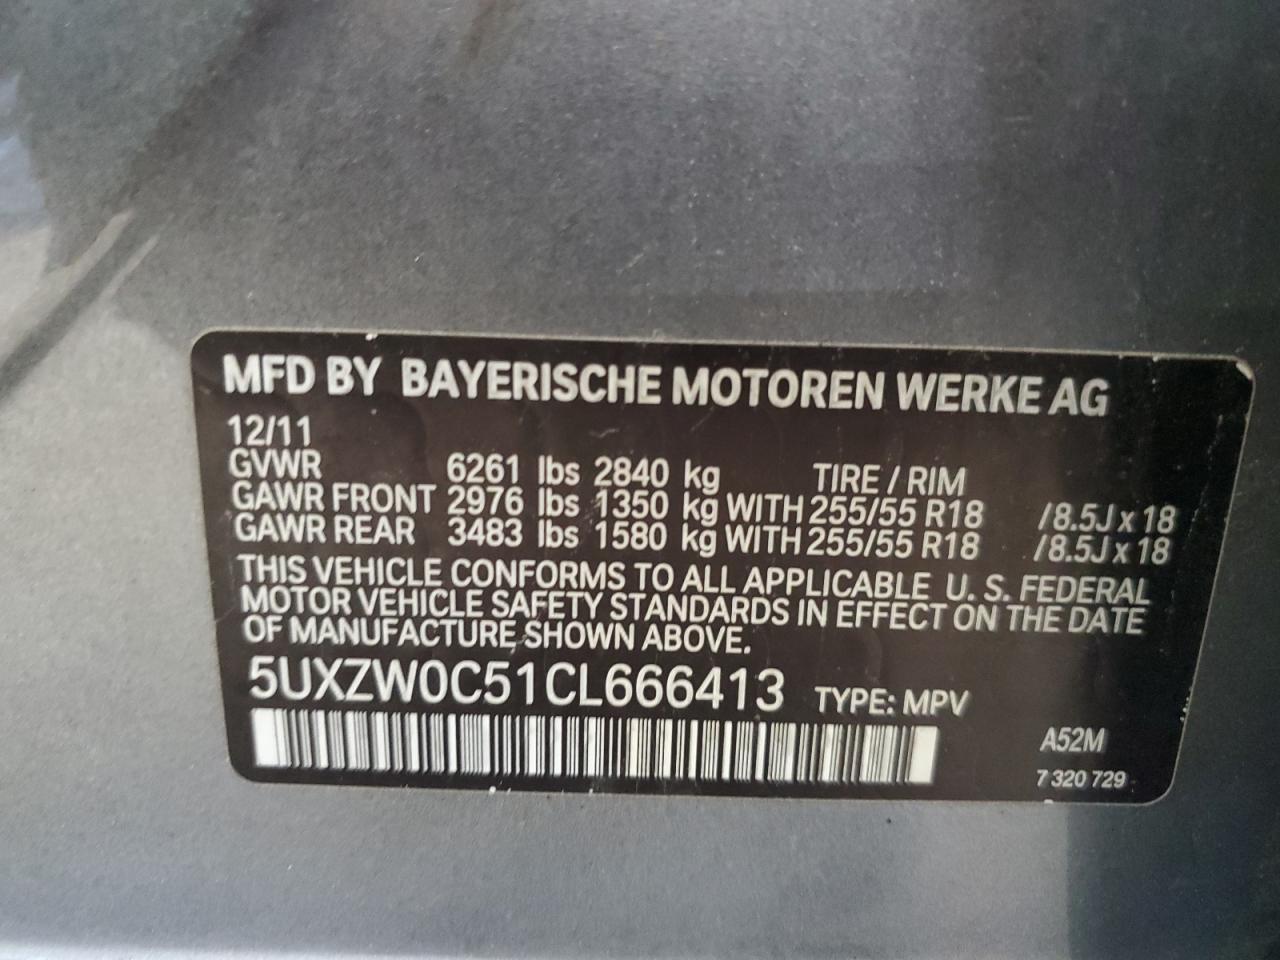 MFD BY BAYERISCHE MOTOREN WERKE AG
12/11
GVWR 6261 lbs 2840 kg TIRE / RIM
GAWR FRONT 2976 lbs 1350 kg WITH 255/55 R18 /8.5J x 18
GAWR REAR 3483 lbs 1580 kg WITH 255/55 R18 /8.5J x 18
THIS VEHICLE CONFORMS TO ALL APPLICABLE U. S. FEDERAL
MOTOR VEHICLE SAFETY STANDARDS IN EFFECT ON THE DATE
OF MANUFACTURE SHOWN ABOVE.
5UXZW0C51CL666413 TYPE: MPV
A52M
7 320 729